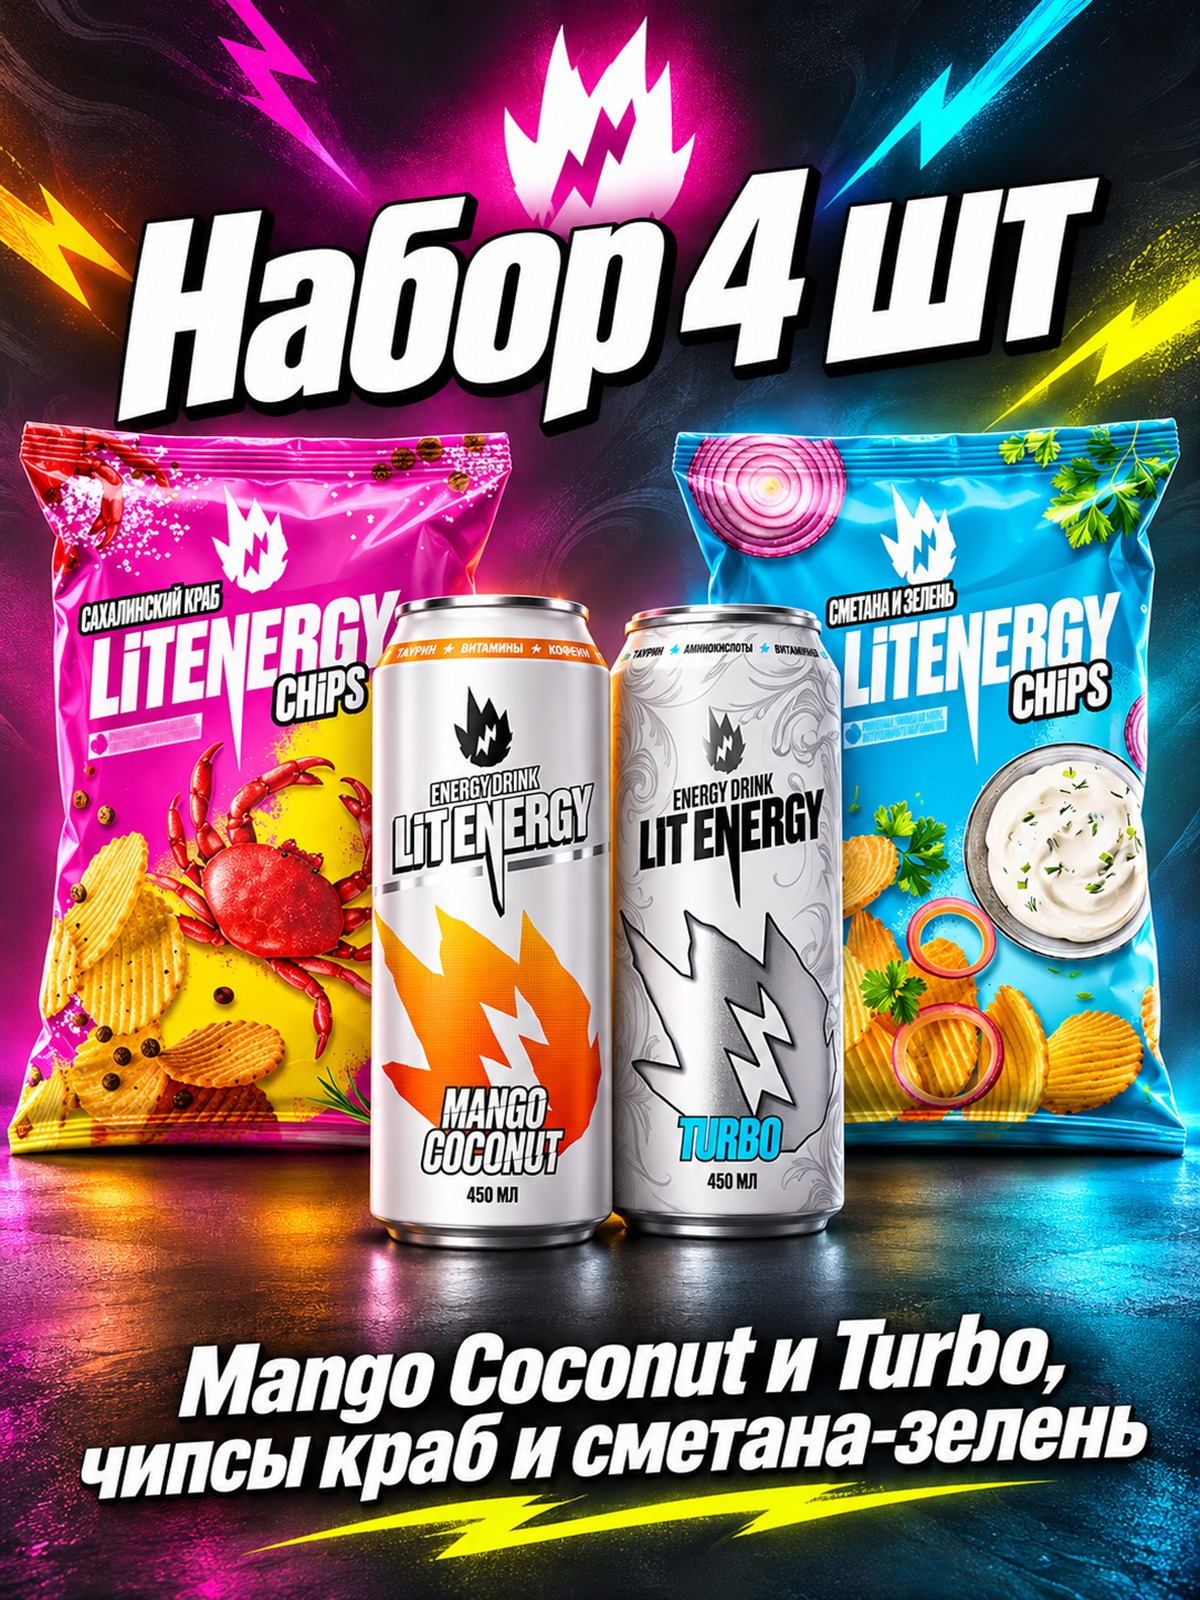 Набор 4 шт
САХАЛИНСКИЙ КРАБ
LITENERGY
CHIPS
СМЕТАНА И ЗЕЛЕНЬ
LITENERGY
CHIPS
ТАУРИН ★ ВИТАМИНЫ ★ КОФЕИН
ENERGY DRINK
LIT ENERGY
MANGO
COCONUT
450 МЛ
ТАУРИН ★ АМИНОКИСЛОТЫ ★
ENERGY DRINK
LIT ENERGY
TURBO
450 МЛ
Mango Coconut и Turbo,
чипсы краб и сметана-зелень